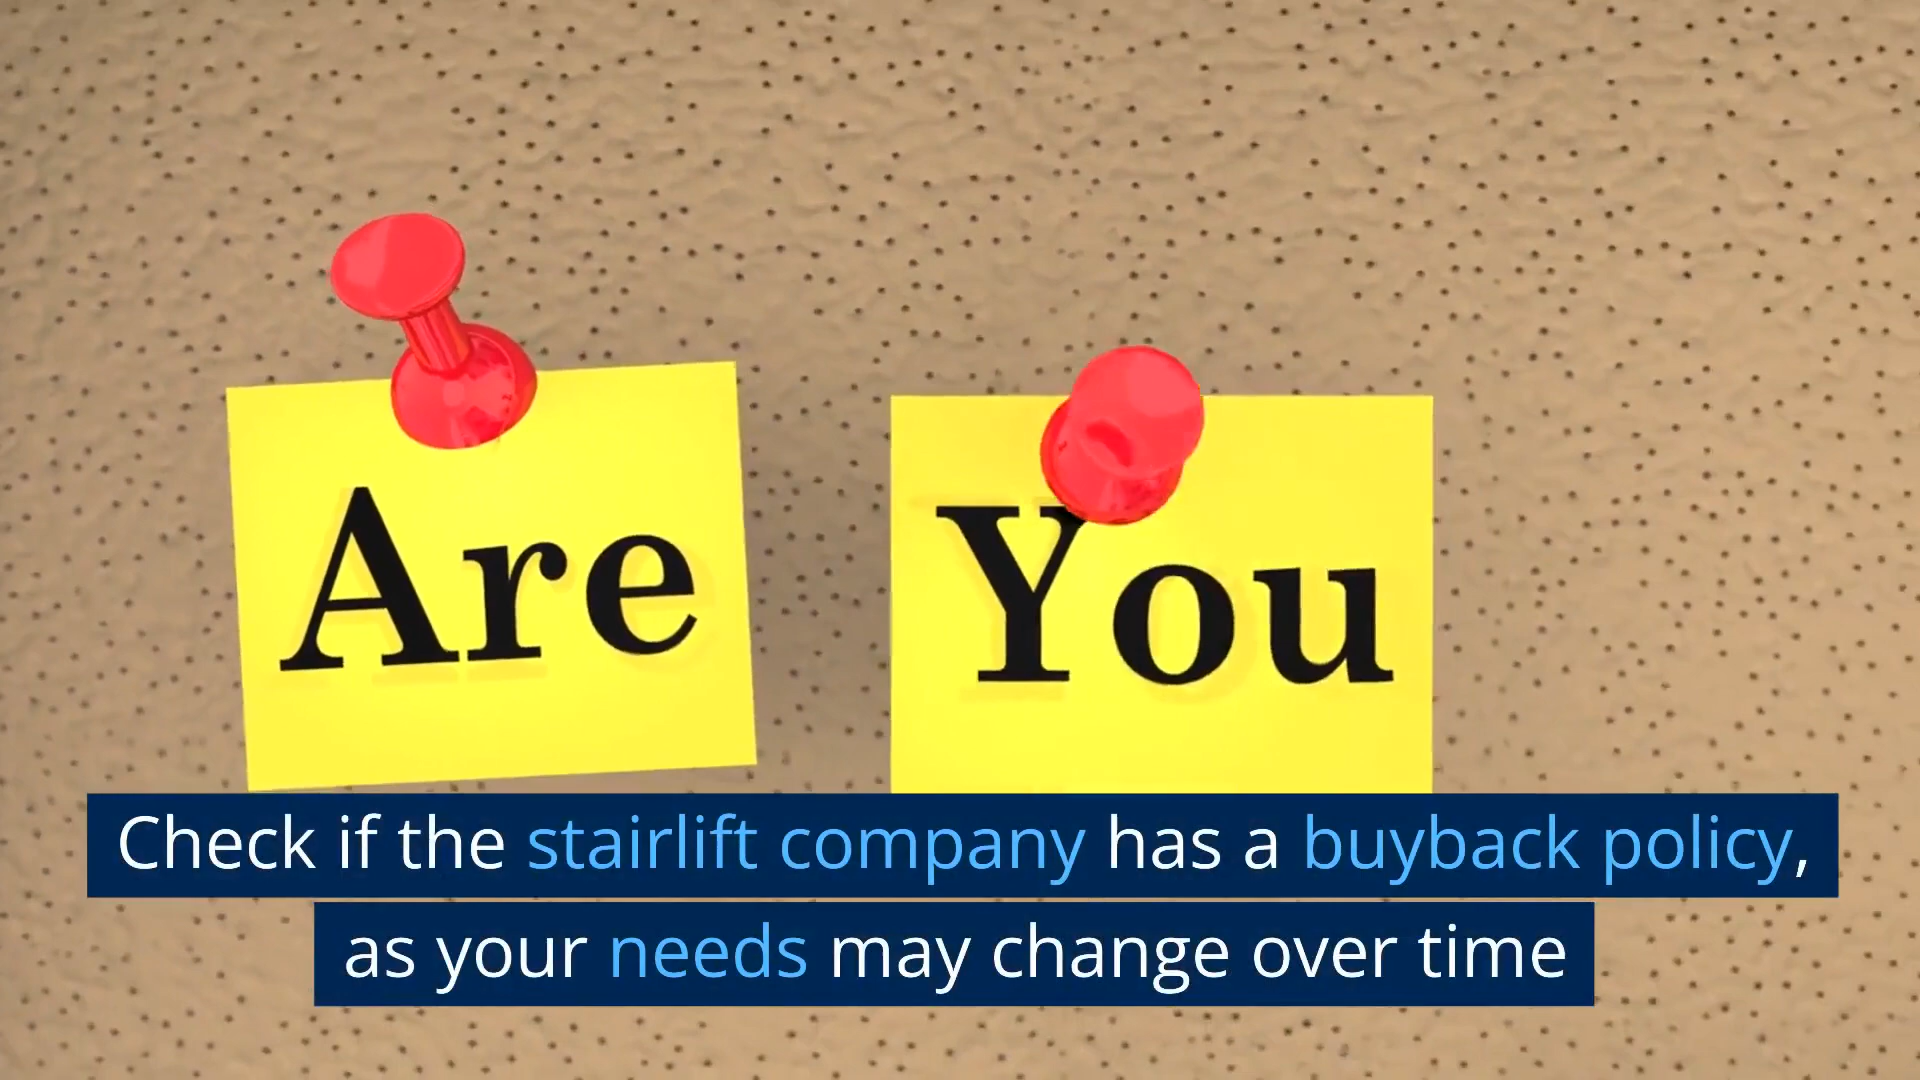 Are You
Check if the stairlift company has a buyback policy,
as your needs may change over time